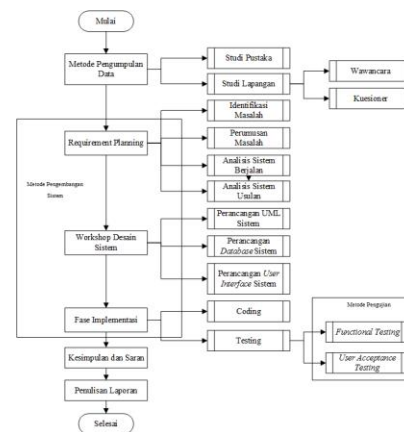 Mulai
Metode Pengumpulan
Data
Studi Pustaka
Studi Lapangan
Wawancara
Kuesioner
Identifikasi
Masalah
Requirement Planning
Perumusan
Masalah
Analisis Sistem
Berjalan
Analisis Sistem
Usulan
Metode Pengembangan
Sistem
Perancangan UML
Sistem
Workshop Desain
Sistem
Perancangan
Database Sistem
Perancangan User
Interface Sistem
Fase Implementasi
Coding
Testing
Metode Pengujian
Functional Testing
User Acceptance
Testing
Kesimpulan dan Saran
Penulisan Laporan
Selesai